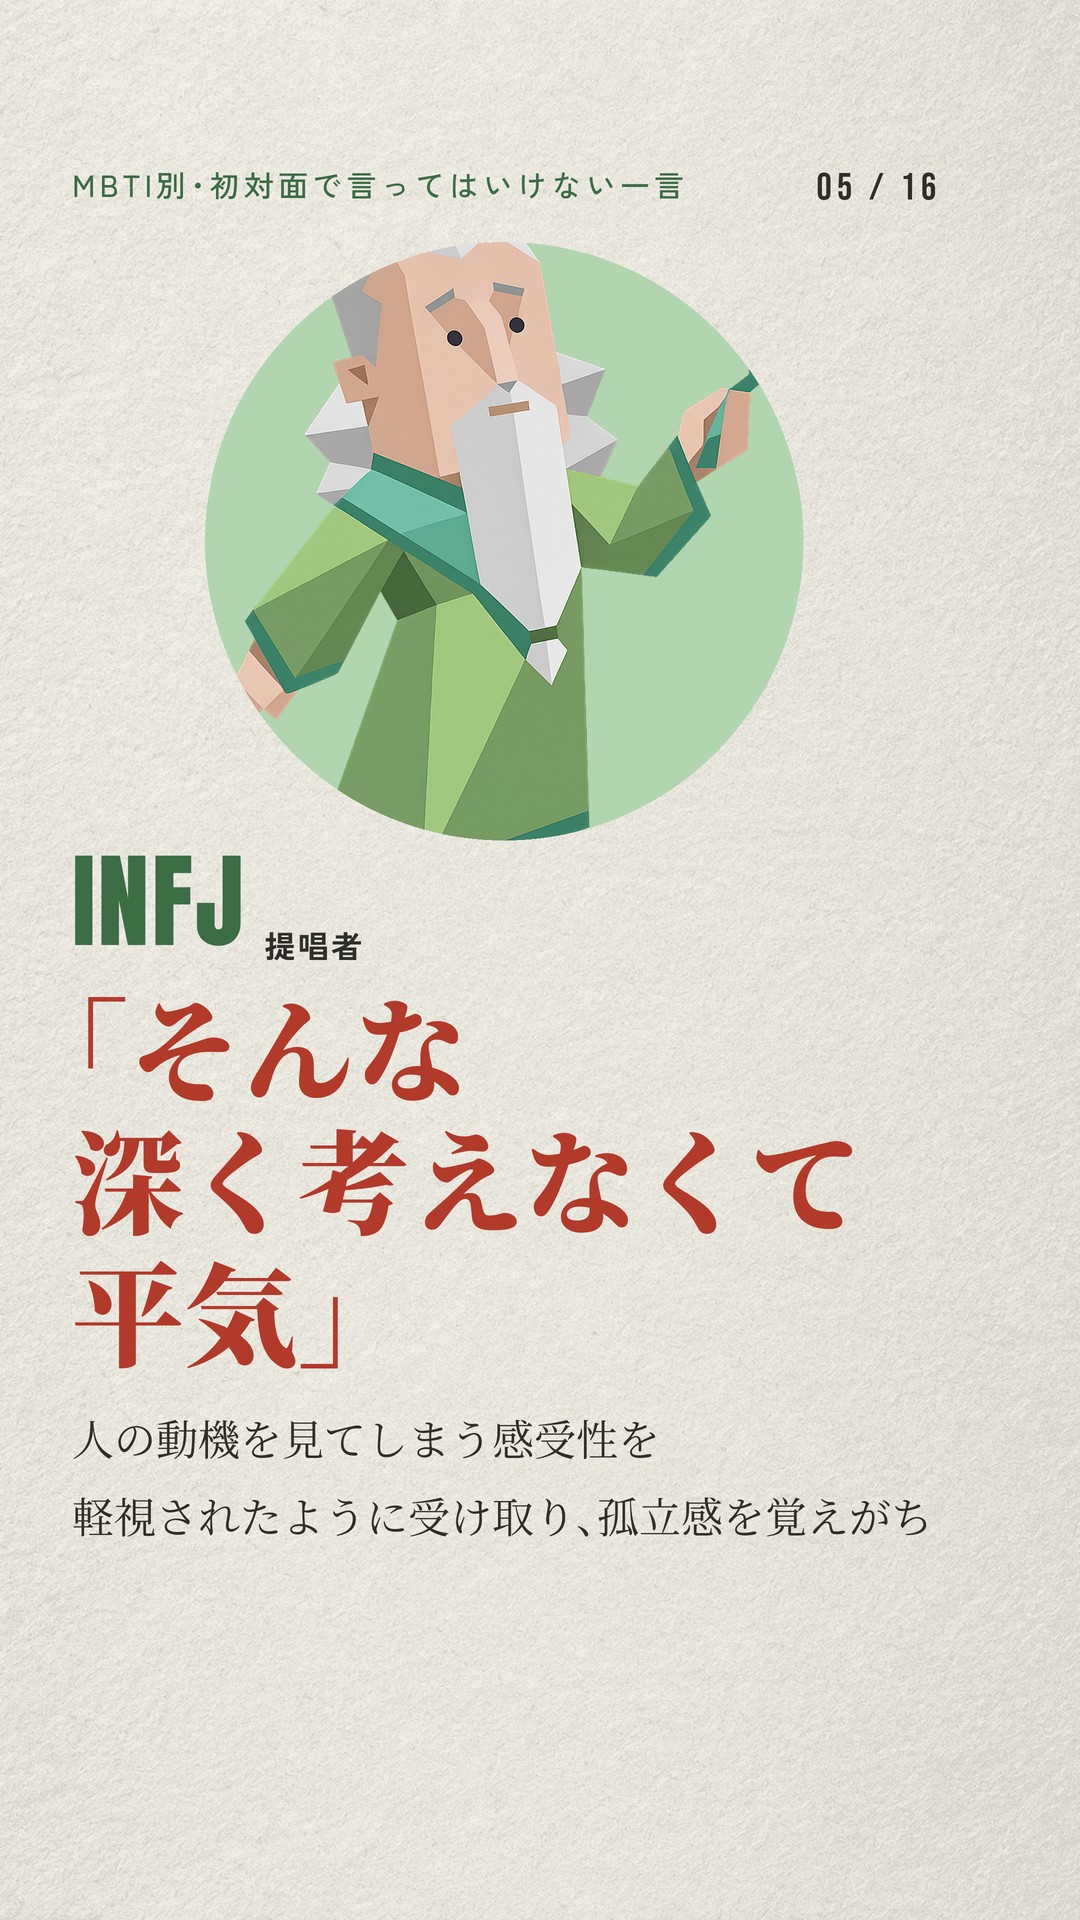 MBTI別・初対面で言ってはいけない一言
05 / 16
INFJ 提唱者
「そんな
深く考えなくて
平気」
人の動機を見てしまう感受性を
軽視されたように受け取り、孤立感を覚えがち